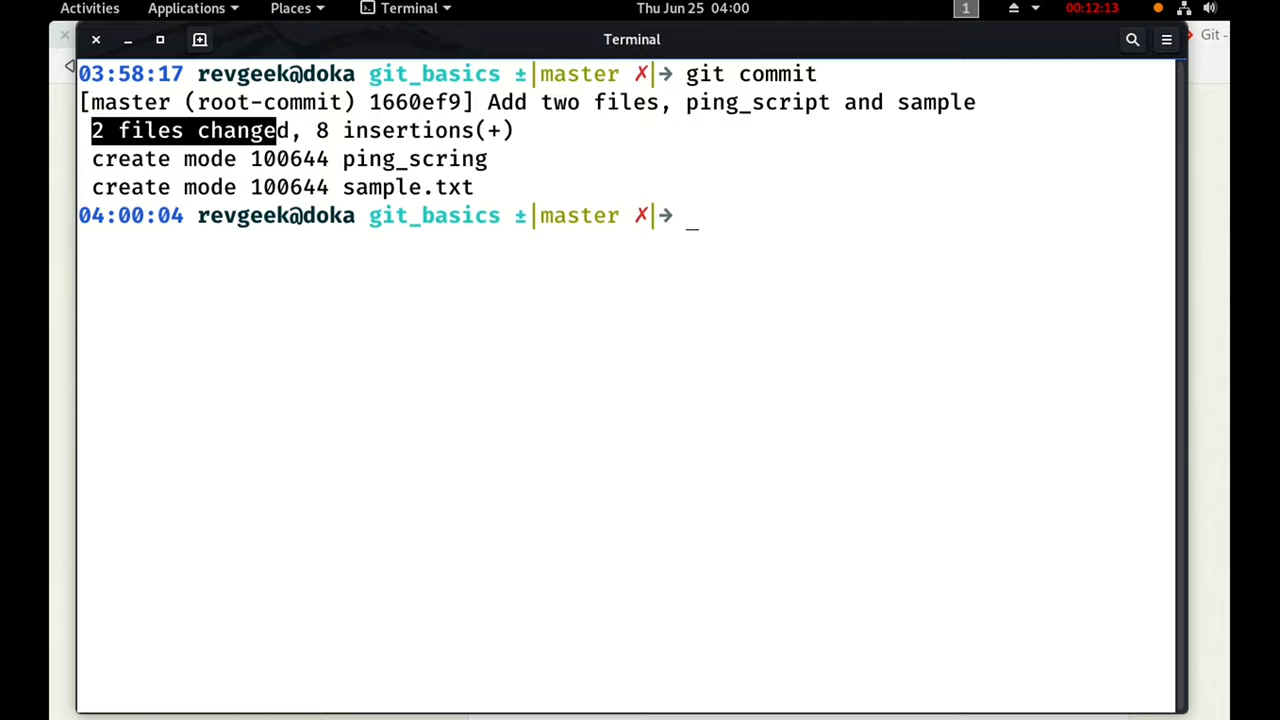 Activities Applications Places Terminal Thu Jun 25 04:00 1 00:12:13
Terminal
Git -
03:58:17 revgeek@doka git_basics ±|master ✗|→ git commit
[master (root-commit) 1660ef9] Add two files, ping_script and sample
2 files changed, 8 insertions(+)
create mode 100644 ping_scring
create mode 100644 sample.txt
04:00:04 revgeek@doka git_basics ±|master ✗|→ _